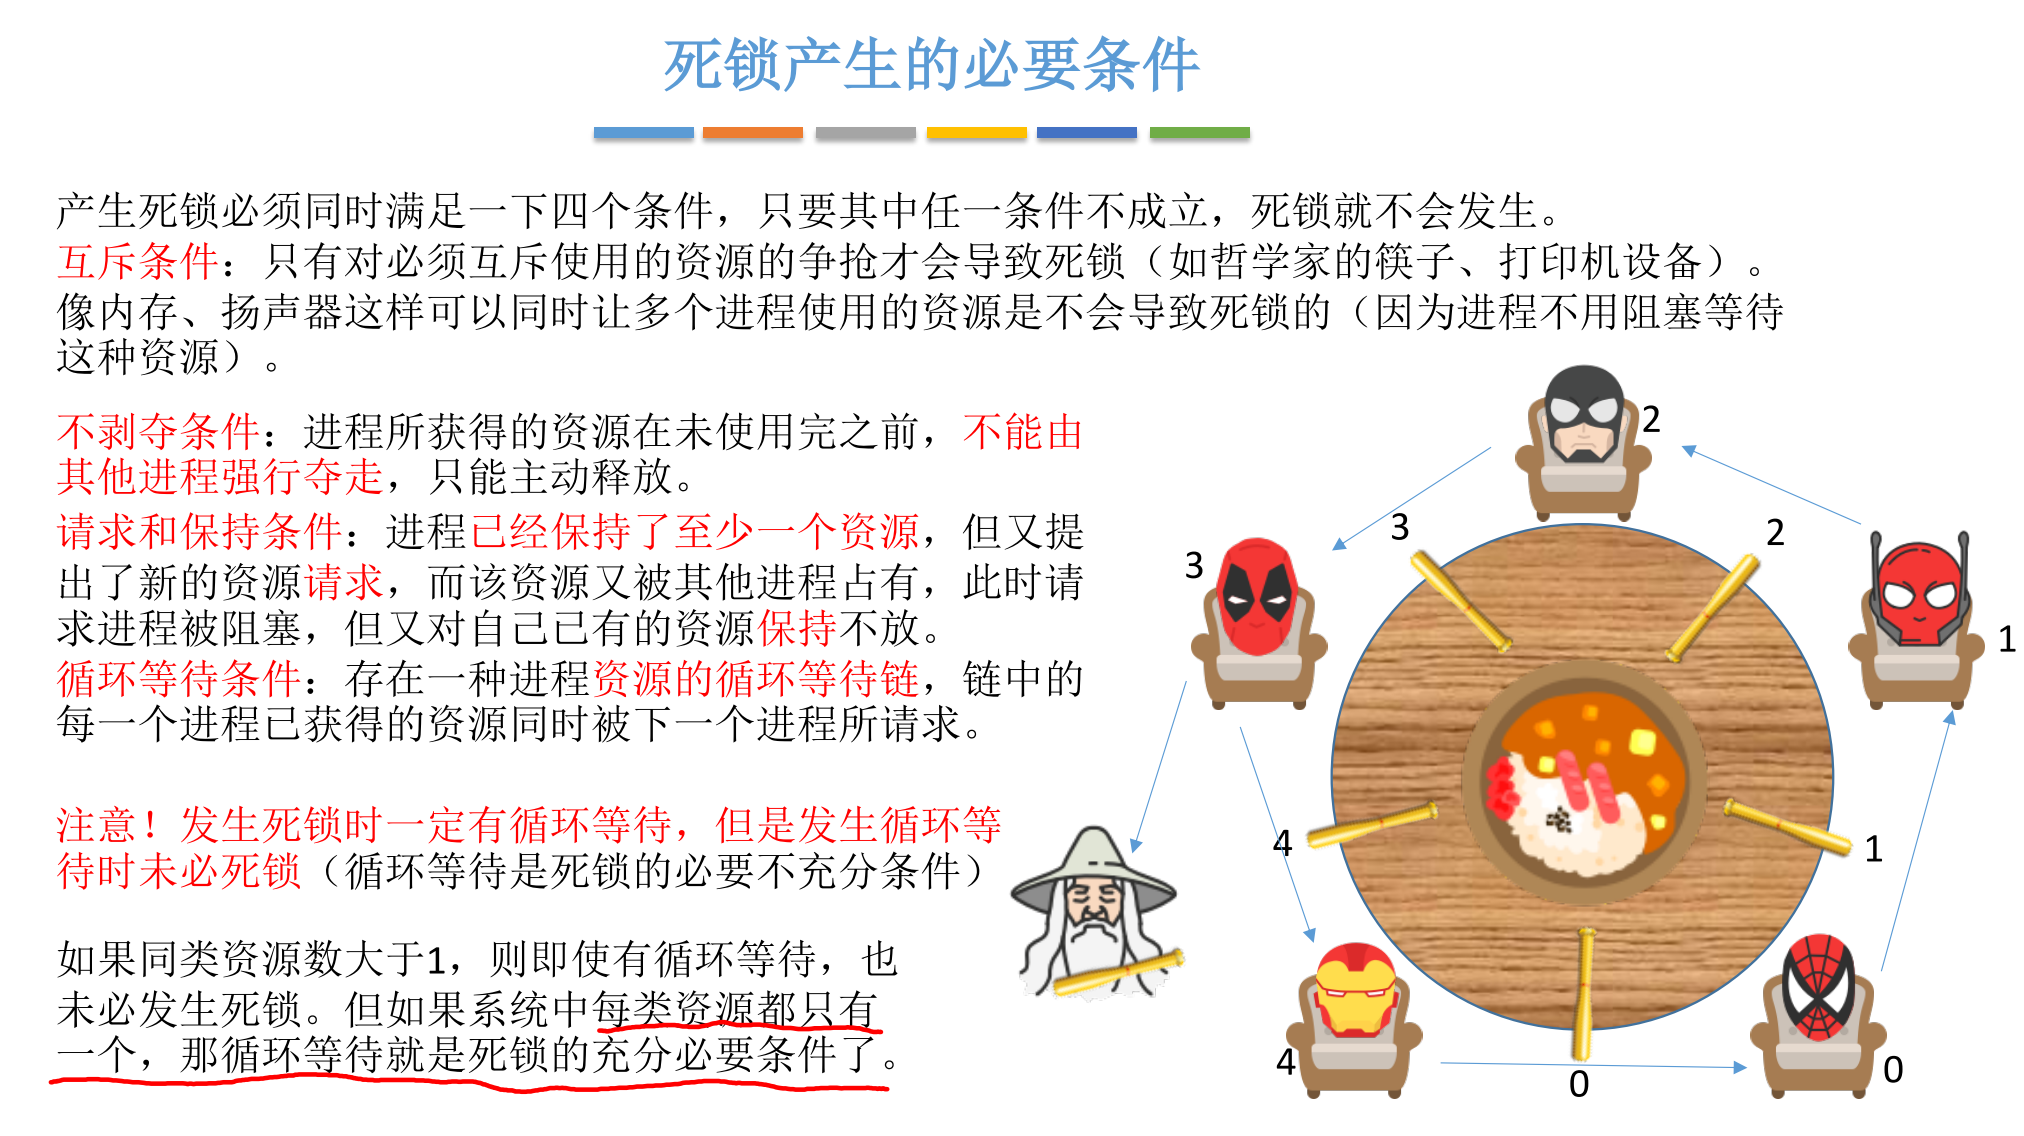 死锁产生的必要条件
产生死锁必须同时满足一下四个条件，只要其中任一条件不成立，死锁就不会发生。
互斥条件：只有对必须互斥使用的资源的争抢才会导致死锁（如哲学家的筷子、打印机设备）。
像内存、扬声器这样可以同时让多个进程使用的资源是不会导致死锁的（因为进程不用阻塞等待
这种资源）。
不剥夺条件：进程所获得的资源在未使用完之前，不能由
其他进程强行夺走，只能主动释放。
请求和保持条件：进程已经保持了至少一个资源，但又提
出了新的资源请求，而该资源又被其他进程占有，此时请
求进程被阻塞，但又对自己已有的资源保持不放。
循环等待条件：存在一种进程资源的循环等待链，链中的
每一个进程已获得的资源同时被下一个进程所请求。
注意！发生死锁时一定有循环等待，但是发生循环等
待时未必死锁（循环等待是死锁的必要不充分条件）
如果同类资源数大于1，则即使有循环等待，也
未必发生死锁。但如果系统中每类资源都只有
一个，那循环等待就是死锁的充分必要条件了。
2
3
2
3
1
4
1
4
0
0